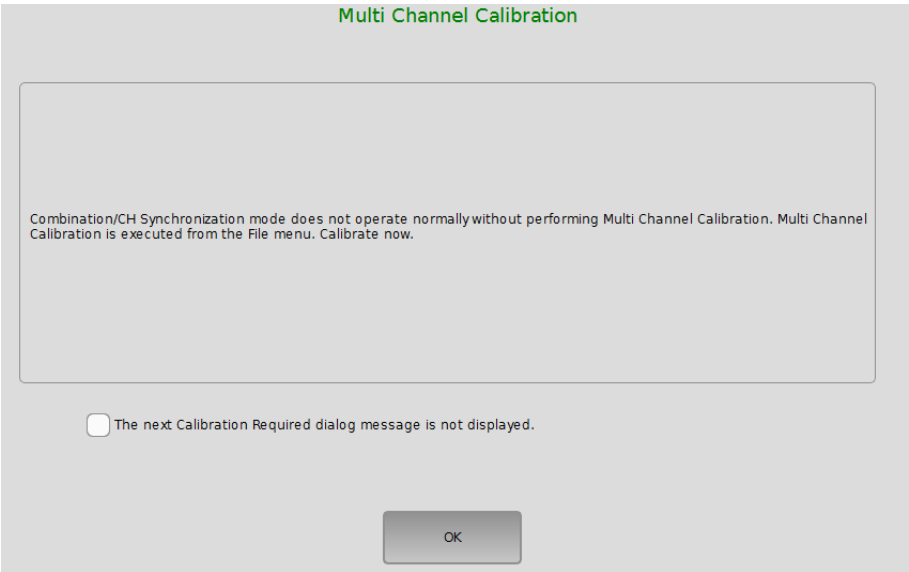 Multi Channel Calibration
Combination/CH Synchronization mode does not operate normally without performing Multi Channel Calibration. Multi Channel
Calibration is executed from the File menu. Calibrate now.
The next Calibration Required dialog message is not displayed.
OK